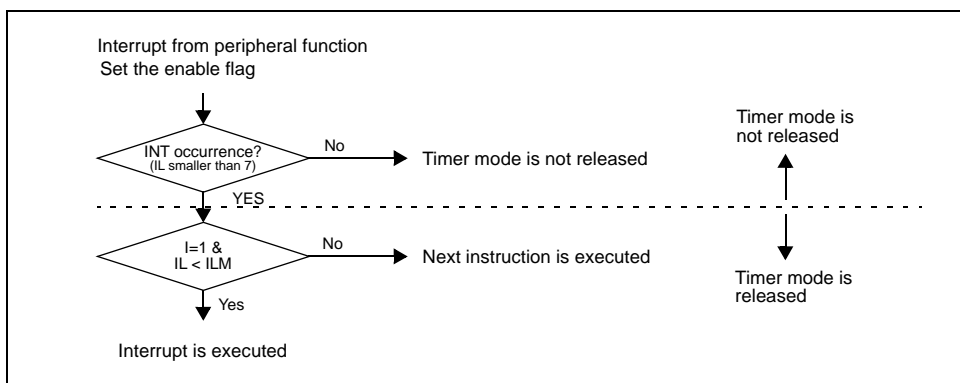 Interrupt from peripheral function
Set the enable flag
INT occurrence?
(IL smaller than 7)
No
Timer mode is not released
Timer mode is
not released
YES
I=1 &
IL < ILM
No
Next instruction is executed
Timer mode is
released
Yes
Interrupt is executed